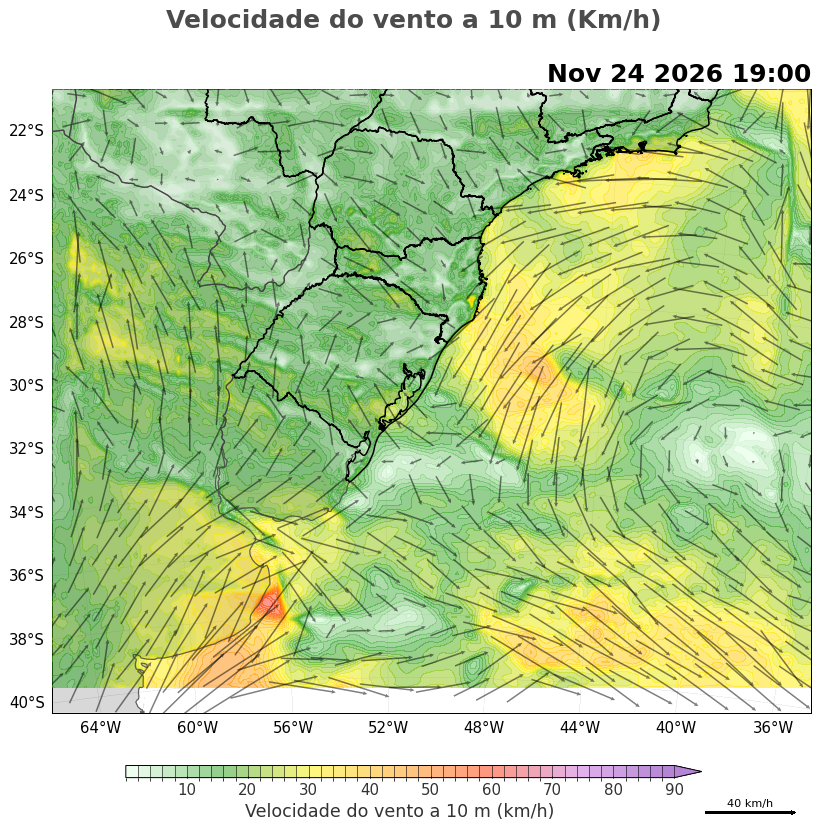 Velocidade do vento a 10 m (Km/h)
Nov 24 2026 19:00
22°S
24°S
26°S
28°S
30°S
32°S
34°S
36°S
38°S
40°S
64°W 60°W 56°W 52°W 48°W 44°W 40°W 36°W
10 20 30 40 50 60 70 80 90
Velocidade do vento a 10 m (km/h)
40 km/h